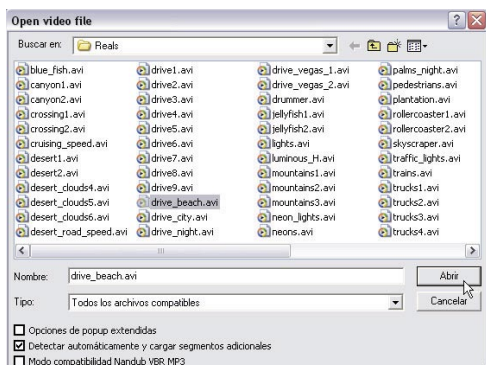 Open video file
Buscar en: Reals
blue_fish.avi drive1.avi drive_vegas_1.avi palms_night.avi
canyon1.avi drive2.avi drive_vegas_2.avi pedestrians.avi
canyon2.avi drive3.avi drummer.avi plantation.avi
crossing1.avi drive4.avi jellyfish1.avi rollercoaster1.avi
crossing2.avi drive5.avi jellyfish2.avi rollercoaster2.avi
cruising_speed.avi drive6.avi lights.avi skyscraper.avi
desert1.avi drive7.avi luminous_H.avi traffic_lights.avi
desert2.avi drive8.avi mountains1.avi trains.avi
desert_clouds4.avi drive9.avi mountains2.avi trucks1.avi
desert_clouds5.avi drive_beach.avi mountains3.avi trucks2.avi
desert_clouds6.avi drive_city.avi neon_lights.avi trucks3.avi
desert_road_speed.avi drive_night.avi neons.avi trucks4.avi
Nombre: drive_beach.avi Abrir
Tipo: Todos los archivos compatibles Cancelar
Opciones de popup extendidas
Detectar automáticamente y cargar segmentos adicionales
Modo compatibilidad Nandub VBR MP3